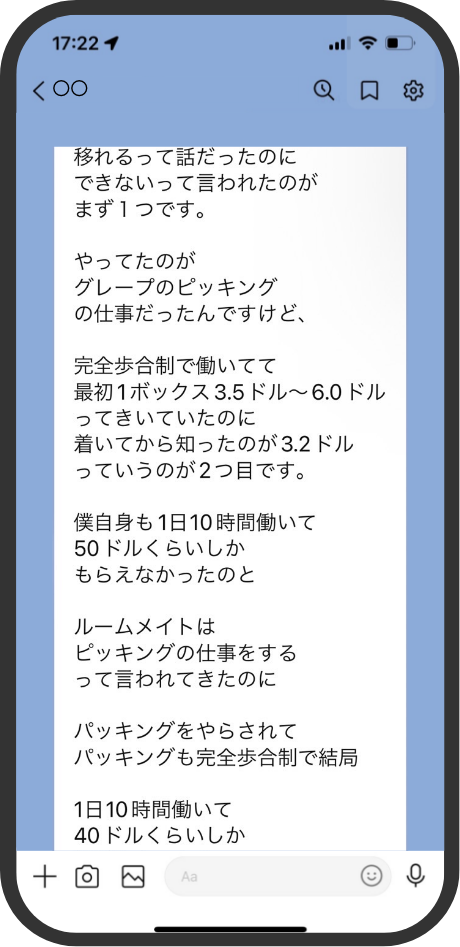 17:22
○○
移れるって話だったのに
できないって言われたのが
まず1つです。
やってたのが
グレープのピッキング
の仕事だったんですけど、
完全歩合制で働いてて
最初1ボックス3.5ドル〜6.0ドル
ってきいていたのに
着いてから知ったのが3.2ドル
っていうのが2つ目です。
僕自身も1日10時間働いて
50ドルくらいしか
もらえなかったのと
ルームメイトは
ピッキングの仕事をする
って言われてきたのに
パッキングをやらされて
パッキングも完全歩合制で結局
1日10時間働いて
40ドルくらいしか
Aa